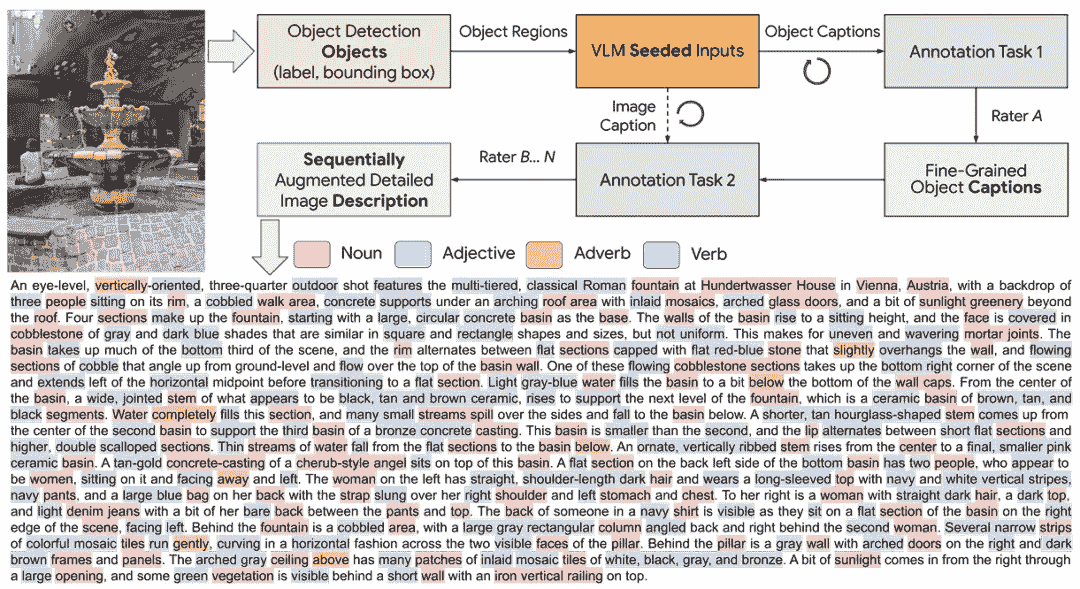 Object Detection
Objects
(label, bounding box)
Object Regions
VLM Seeded Inputs
Object Captions
Annotation Task 1
Image
Caption
Rater A
Sequentially
Augmented Detailed
Image Description
Rater B... N
Annotation Task 2
Fine-Grained
Object Captions
Noun
Adjective
Adverb
Verb
An eye-level, vertically-oriented, three-quarter outdoor shot features the multi-tiered, classical Roman fountain at Hundertwasser House in Vienna, Austria, with a backdrop of
three people sitting on its rim, a cobbled walk area, concrete supports under an arching roof area with inlaid mosaics, arched glass doors, and a bit of sunlight greenery beyond
the roof. Four sections make up the fountain, starting with a large, circular concrete basin as the base. The walls of the basin rise to a sitting height, and the face is covered in
cobblestone of gray and dark blue shades that are similar in square and rectangle shapes and sizes, but not uniform. This makes for uneven and wavering mortar joints. The
basin takes up much of the bottom third of the scene, and the rim alternates between flat sections capped with flat red-blue stone that slightly overhangs the wall, and flowing
sections of cobble that angle up from ground-level and flow over the top of the basin wall. One of these flowing cobblestone sections takes up the bottom right corner of the scene
and extends left of the horizontal midpoint before transitioning to a flat section. Light gray-blue water fills the basin to a bit below the bottom of the wall caps. From the center of
the basin, a wide, jointed stem of what appears to be black, tan and brown ceramic, rises to support the next level of the fountain, which is a ceramic basin of brown, tan, and
black segments. Water completely fills this section, and many small streams spill over the sides and fall to the basin below. A shorter, tan hourglass-shaped stem comes up from
the center of the second basin to support the third basin of a bronze concrete casting. This basin is smaller than the second, and the lip alternates between short flat sections and
higher, double scalloped sections. Thin streams of water fall from the flat sections to the basin below. An ornate, vertically ribbed stem rises from the center to a final, smaller pink
ceramic basin. A tan-gold concrete-casting of a cherub-style angel sits on top of this basin. A flat section on the back left side of the bottom basin has two people, who appear to
be women, sitting on it and facing away and left. The woman on the left has straight, shoulder-length dark hair and wears a long-sleeved top with navy and white vertical stripes,
navy pants, and a large blue bag on her back with the strap slung over her right shoulder and left stomach and chest. To her right is a woman with straight dark hair, a dark top,
and light denim jeans with a bit of her bare back between the pants and top. The back of someone in a navy shirt is visible as they sit on a flat section of the basin on the right
edge of the scene, facing left. Behind the fountain is a cobbled area, with a large gray rectangular column angled back and right behind the second woman. Several narrow strips
of colorful mosaic tiles run gently, curving in a horizontal fashion across the two visible faces of the pillar. Behind the pillar is a gray wall with arched doors on the right and dark
brown frames and panels. The arched gray ceiling above has many patches of inlaid mosaic tiles of white, black, gray, and bronze. A bit of sunlight comes in from the right through
a large opening, and some green vegetation is visible behind a short wall with an iron vertical railing on top.